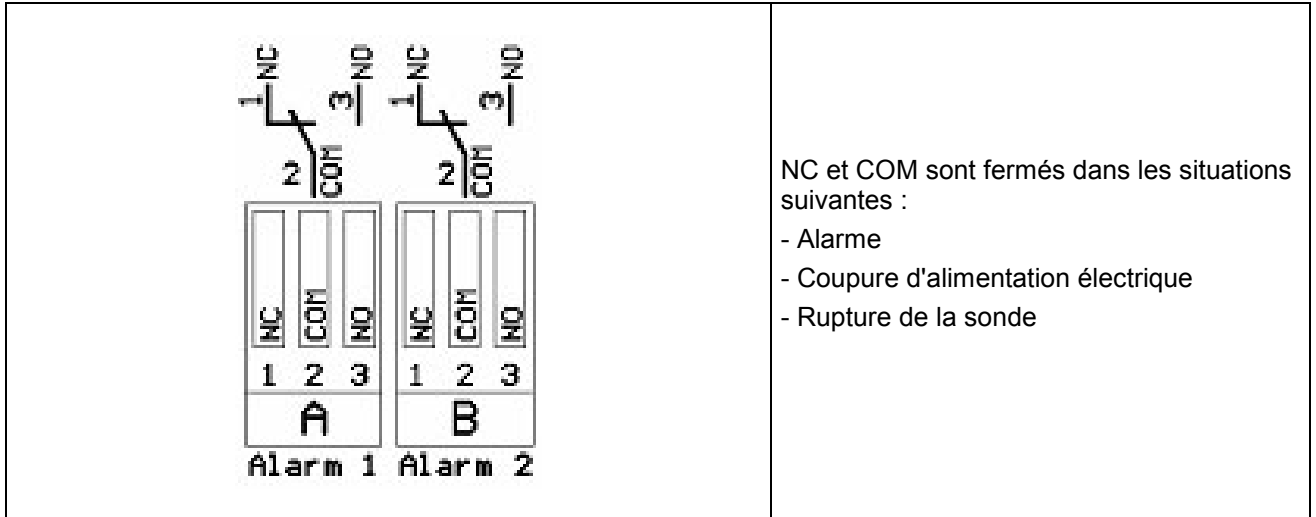 1 NC 3 NO 1 NC 3 NO
2 COM 2 COM
NC COM NO NC COM NO
1 2 3 1 2 3
A B
Alarm 1 Alarm 2
NC et COM sont fermés dans les situations
suivantes :
- Alarme
- Coupure d'alimentation électrique
- Rupture de la sonde